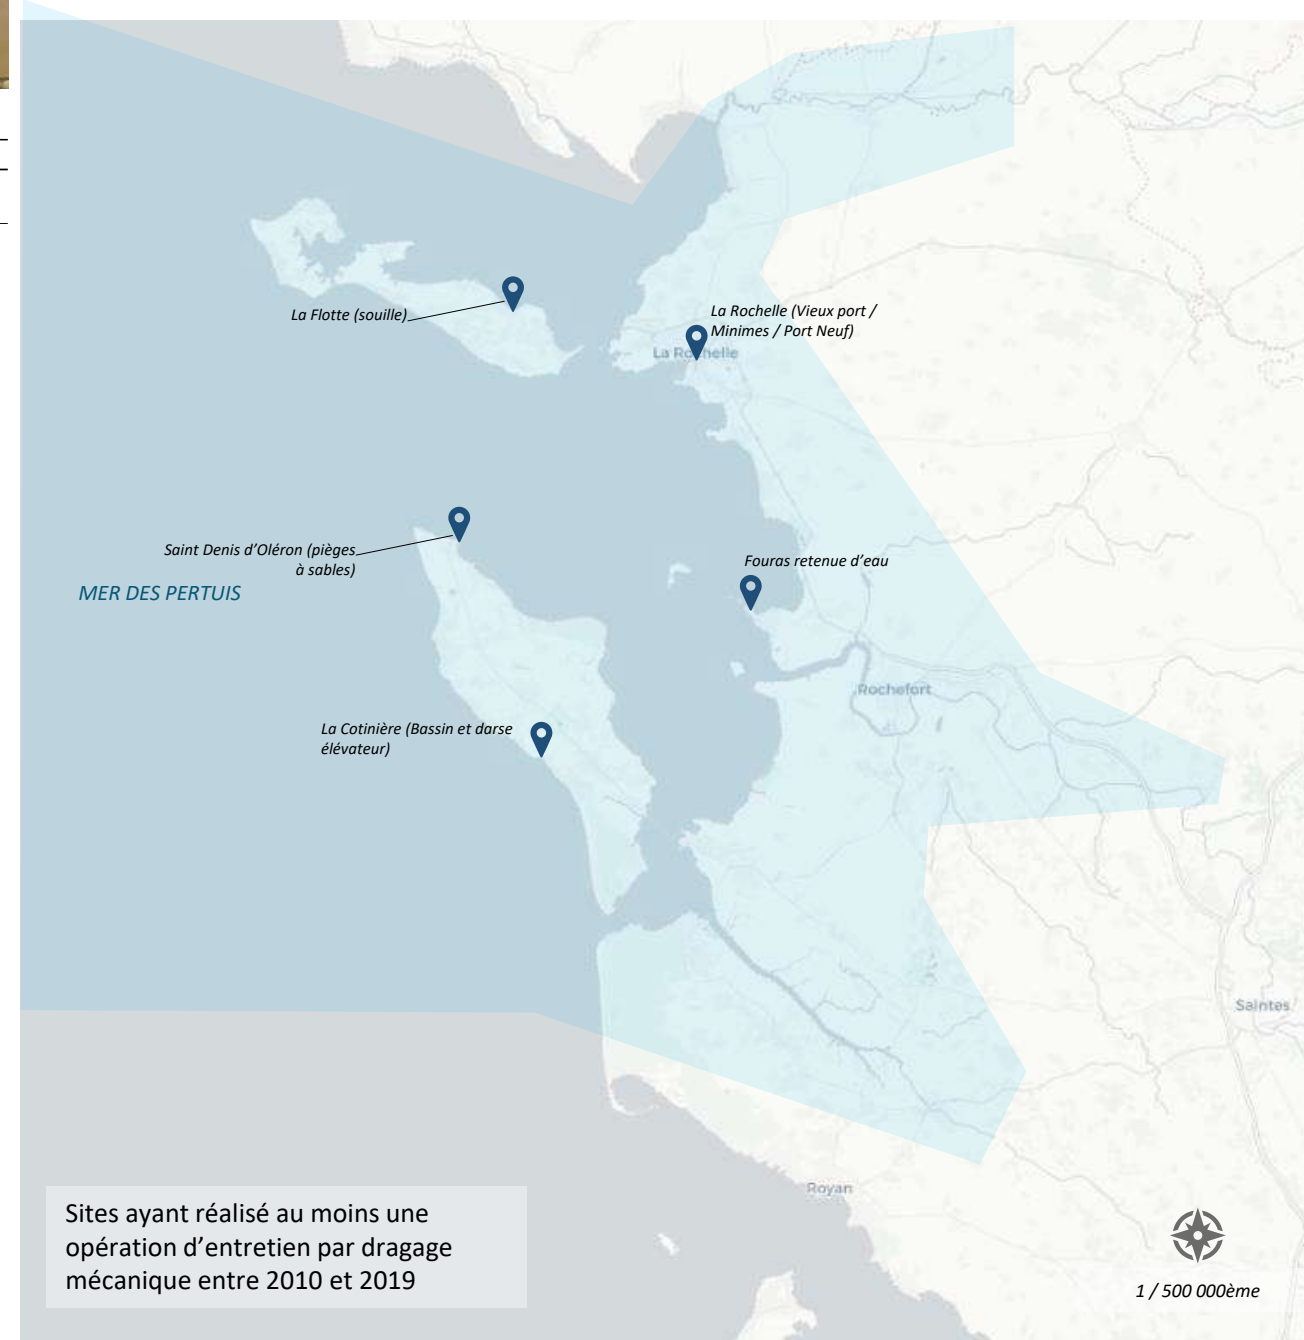 La Flotte (souille)
La Rochelle (Vieux port /
Minimes / Port Neuf)
La Rochelle
Saint Denis d’Oléron (pièges
à sables)
Fouras retenue d’eau
MER DES PERTUIS
Rochefort
La Cotinière (Bassin et darse
élévateur)
Saintes
Royan
Sites ayant réalisé au moins une
opération d’entretien par dragage
mécanique entre 2010 et 2019
1 / 500 000ème